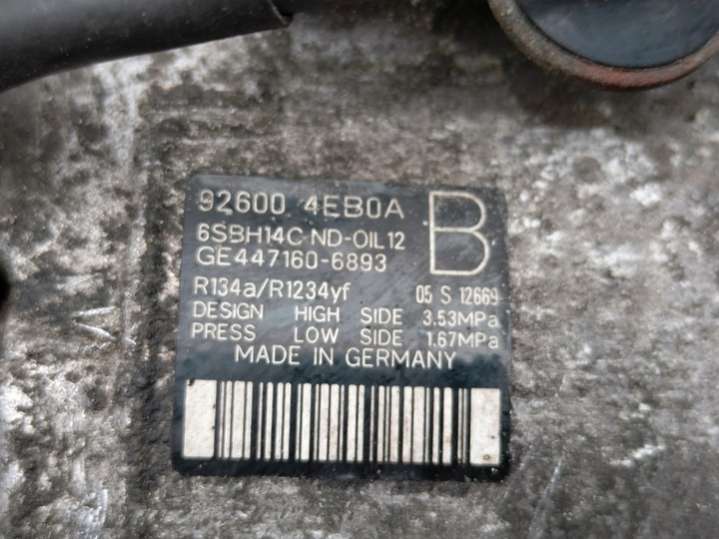 92600 4EB0A
B
6SBH14C ND-OIL12
GE447160-6893
R134a/R1234yf 05 S 12669
DESIGN HIGH SIDE 3.53MPa
PRESS LOW SIDE 1.67MPa
MADE IN GERMANY